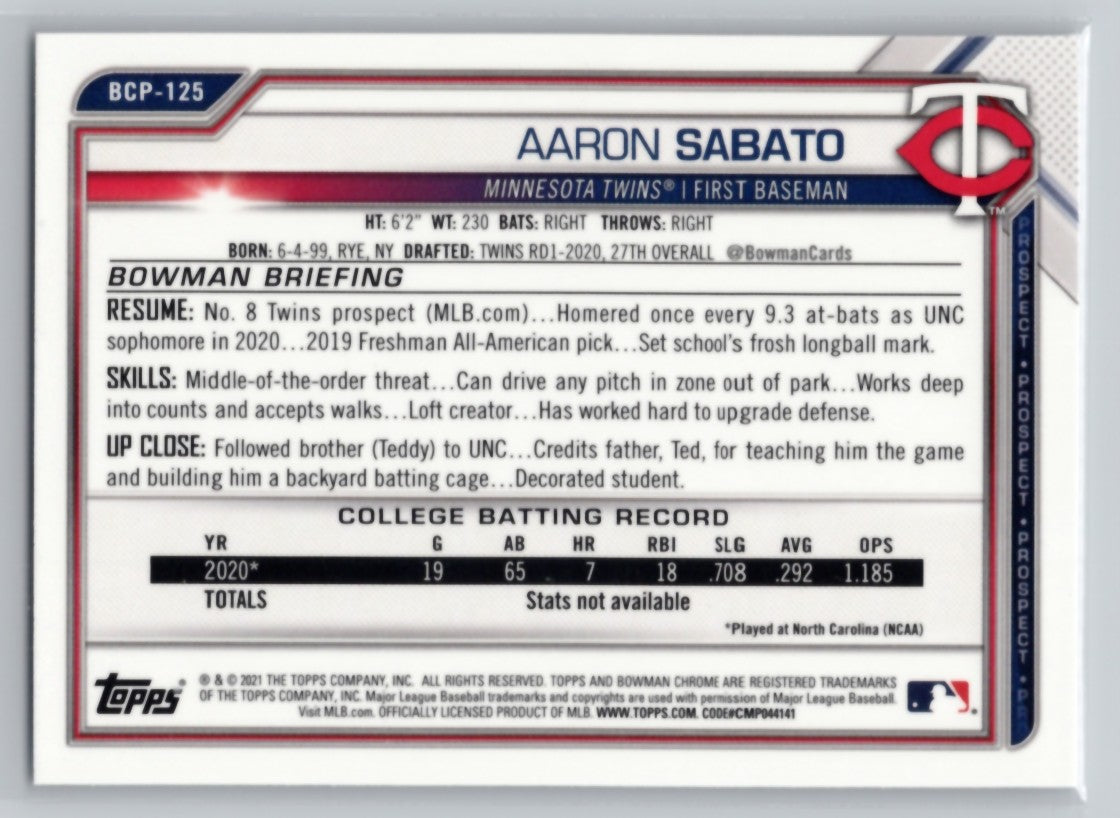 BCP-125
AARON SABATO
MINNESOTA TWINS® | FIRST BASEMAN
HT: 6'2" WT: 230 BATS: RIGHT THROWS: RIGHT
BORN: 6-4-99, RYE, NY DRAFTED: TWINS RD1-2020, 27TH OVERALL @BowmanCards
BOWMAN BRIEFING
RESUME: No. 8 Twins prospect (MLB.com)...Homered once every 9.3 at-bats as UNC
sophomore in 2020...2019 Freshman All-American pick...Set school's frosh longball mark.
SKILLS: Middle-of-the-order threat...Can drive any pitch in zone out of park...Works deep
into counts and accepts walks...Loft creator...Has worked hard to upgrade defense.
UP CLOSE: Followed brother (Teddy) to UNC...Credits father, Ted, for teaching him the game
and building him a backyard batting cage...Decorated student.
COLLEGE BATTING RECORD
YR G AB HR RBI SLG AVG OPS
2020* 19 65 7 18 .708 .292 1.185
TOTALS Stats not available
*Played at North Carolina (NCAA)
topps®
® & © 2021 THE TOPPS COMPANY, INC. ALL RIGHTS RESERVED. TOPPS AND BOWMAN CHROME ARE REGISTERED TRADEMARKS
OF THE TOPPS COMPANY, INC. Major League Baseball trademarks and copyrights are used with permission of Major League Baseball.
Visit MLB.com. OFFICIALLY LICENSED PRODUCT OF MLB. WWW.TOPPS.COM. CODE#CMP044141
TC™
PROSPECT • PROSPECT • PROSPECT • PR